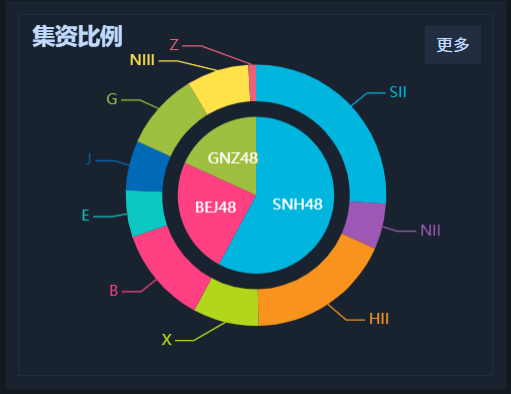 集资比例
更多
Z
NIII
SII
G
J
GNZ48
BEJ48
SNH48
E
NII
B
HII
X